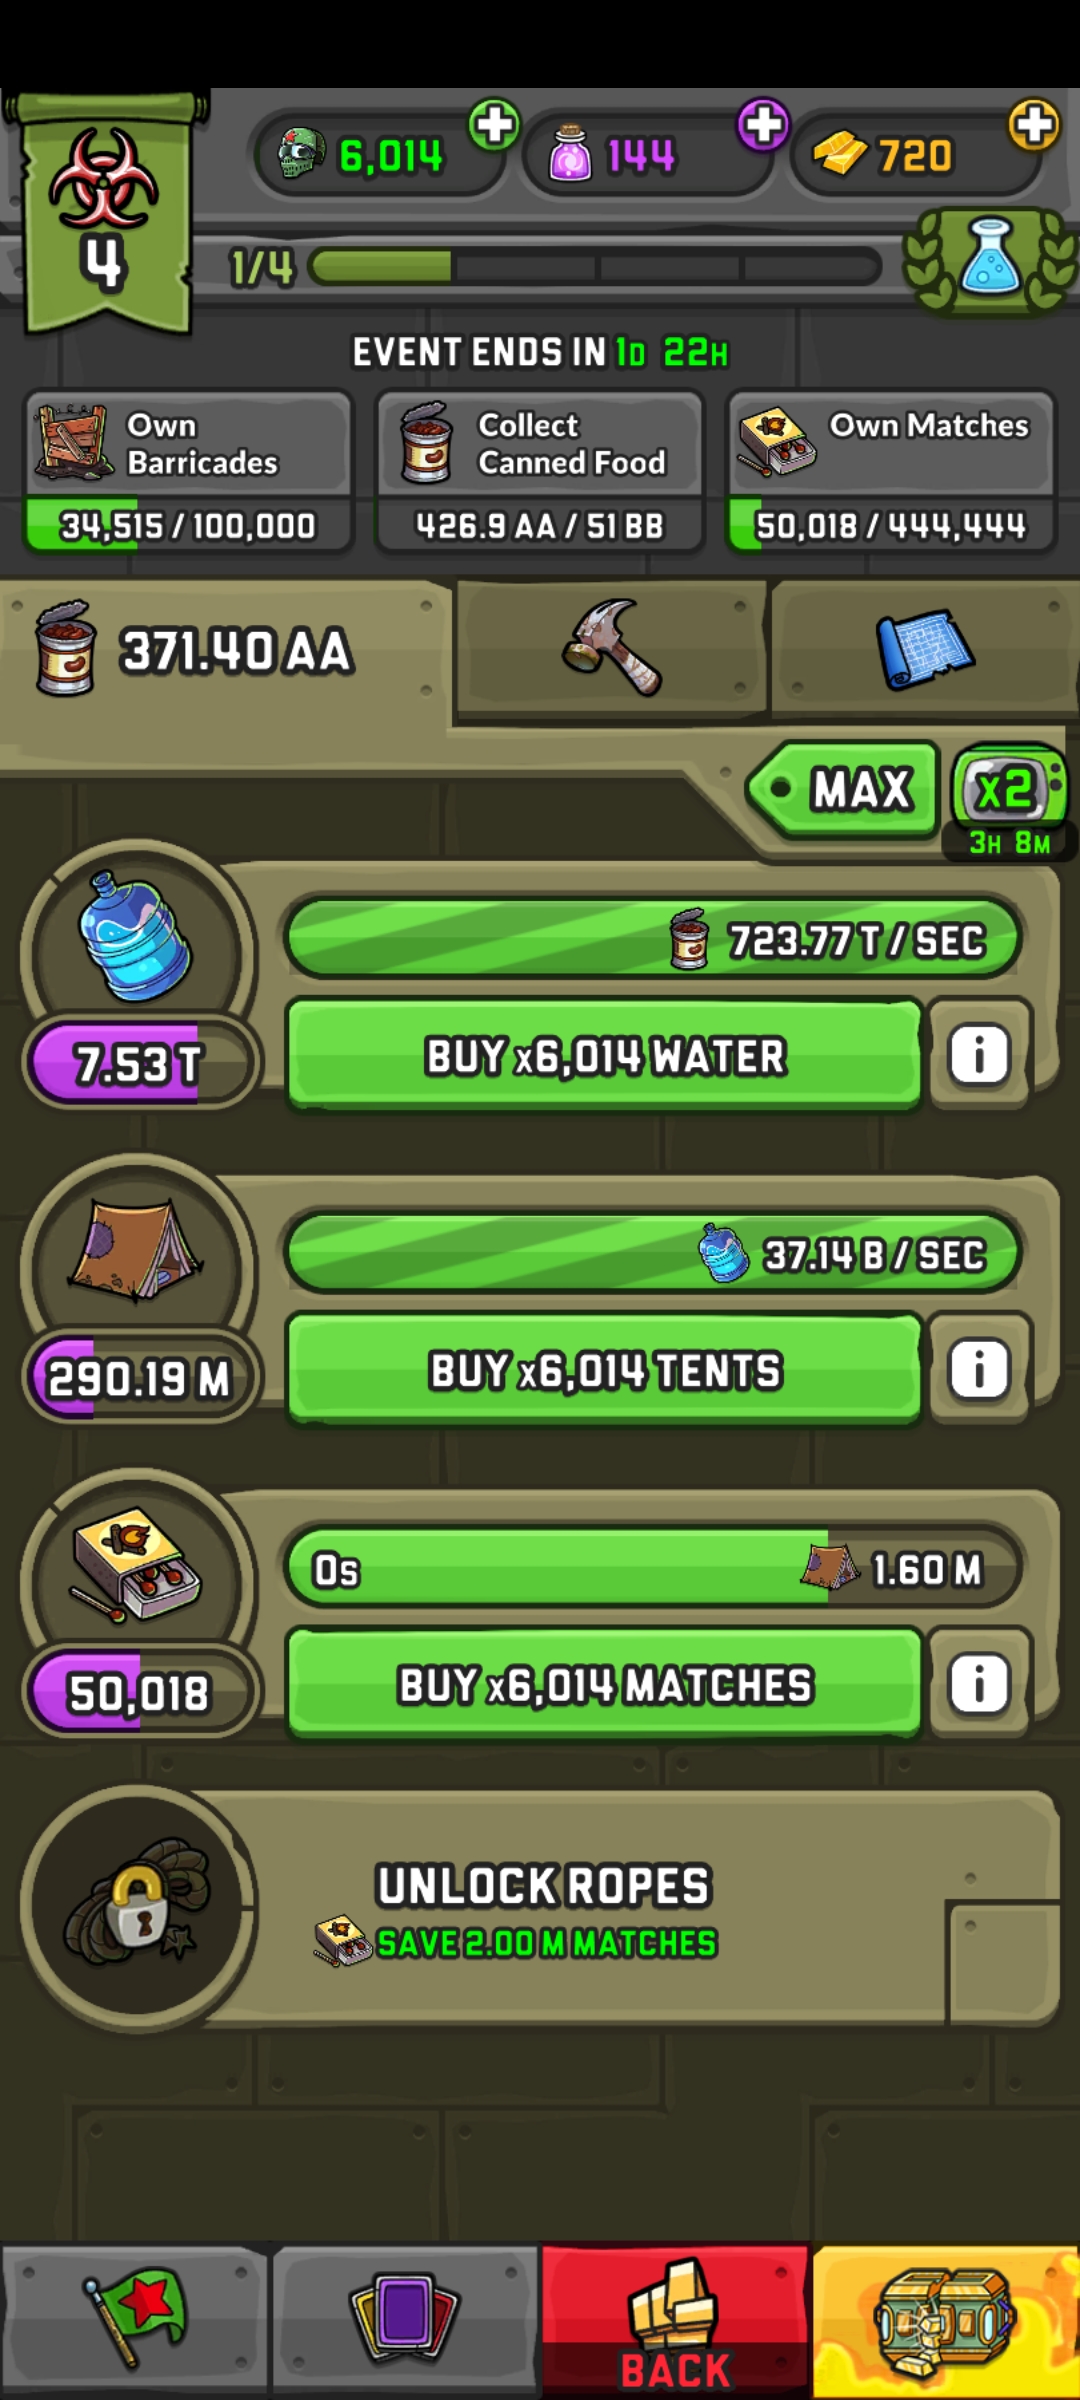 6,014
144
720
4
1/4
EVENT ENDS IN 1D 22H
Own
Barricades
34,515 / 100,000
Collect
Canned Food
426.9 AA / 51 BB
Own Matches
50,018 / 444,444
371.40 AA
MAX
x2
3H 8M
723.77 T / SEC
7.53 T
BUY x6,014 WATER
i
37.14 B / SEC
290.19 M
BUY x6,014 TENTS
i
0s
1.60 M
50,018
BUY x6,014 MATCHES
i
UNLOCK ROPES
SAVE 2.00 M MATCHES
BACK